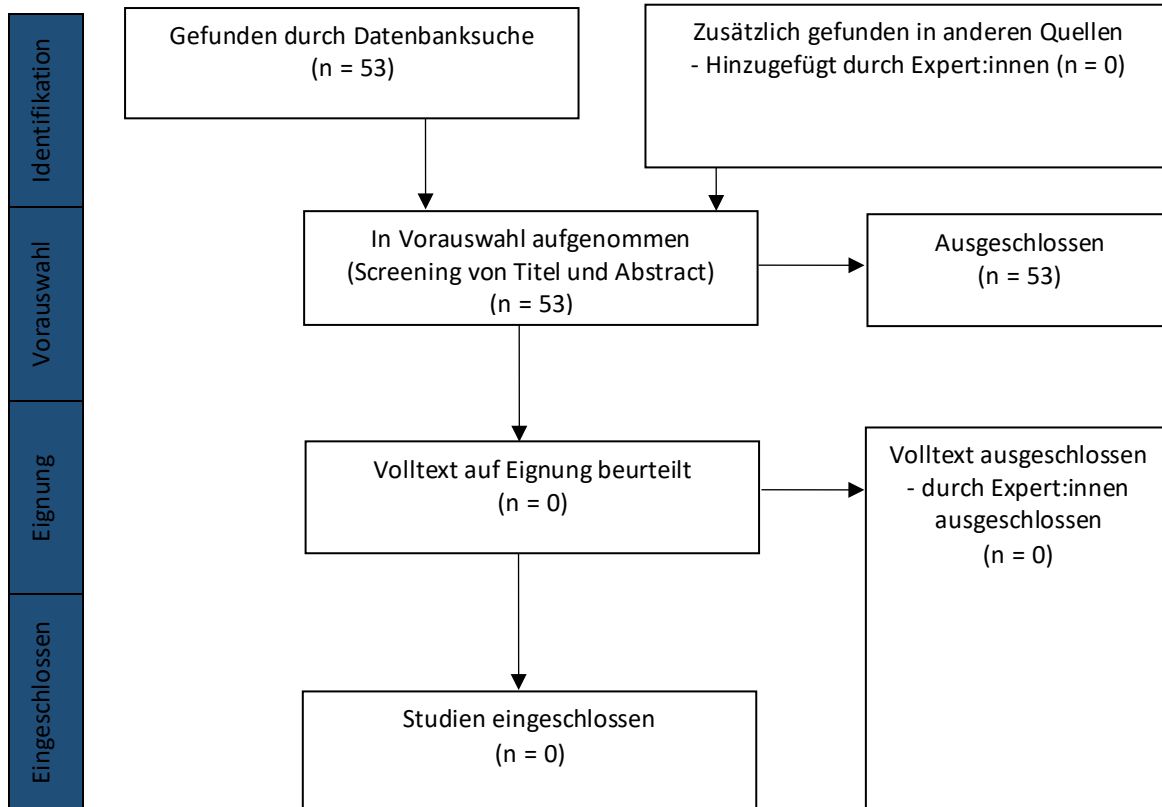 Identifikation
Gefunden durch Datenbanksuche
(n = 53)
Zusätzlich gefunden in anderen Quellen
- Hinzugefügt durch Expert:innen (n = 0)
Vorauswahl
In Vorauswahl aufgenommen
(Screening von Titel und Abstract)
(n = 53)
Ausgeschlossen
(n = 53)
Eignung
Volltext auf Eignung beurteilt
(n = 0)
Volltext ausgeschlossen
- durch Expert:innen
ausgeschlossen
(n = 0)
Eingeschlossen
Studien eingeschlossen
(n = 0)